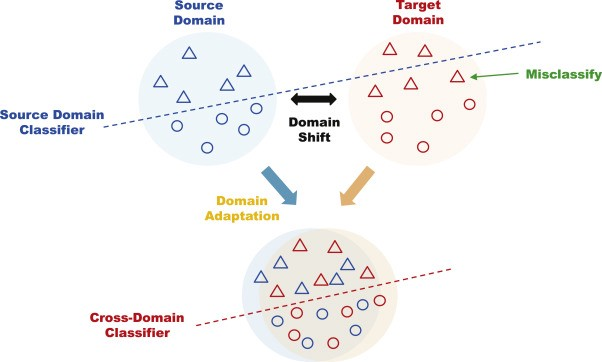 Source
Domain
Target
Domain
Misclassify
Source Domain
Classifier
Domain
Shift
Domain
Adaptation
Cross-Domain
Classifier